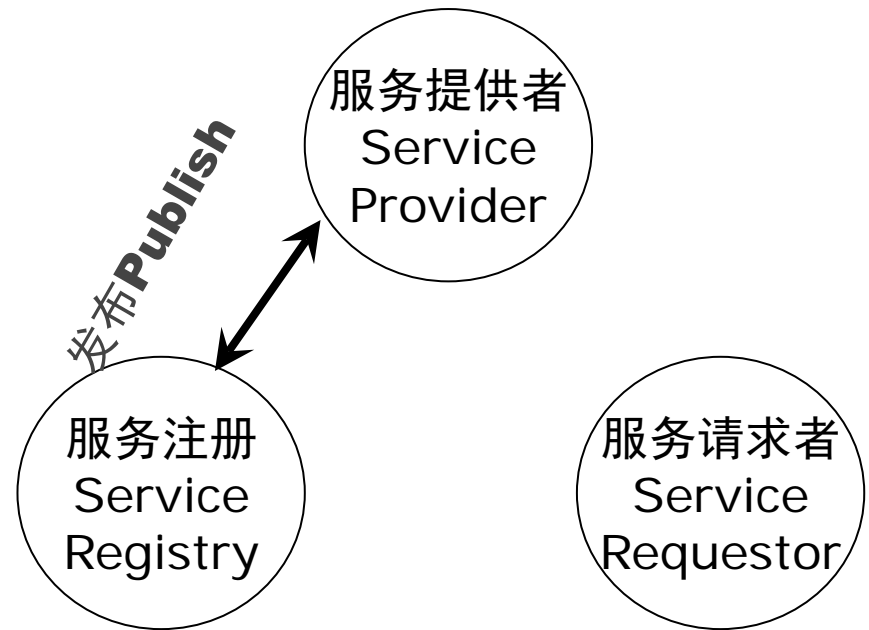 服务提供者
Service
Provider
发布Publish
服务注册
Service
Registry
服务请求者
Service
Requestor